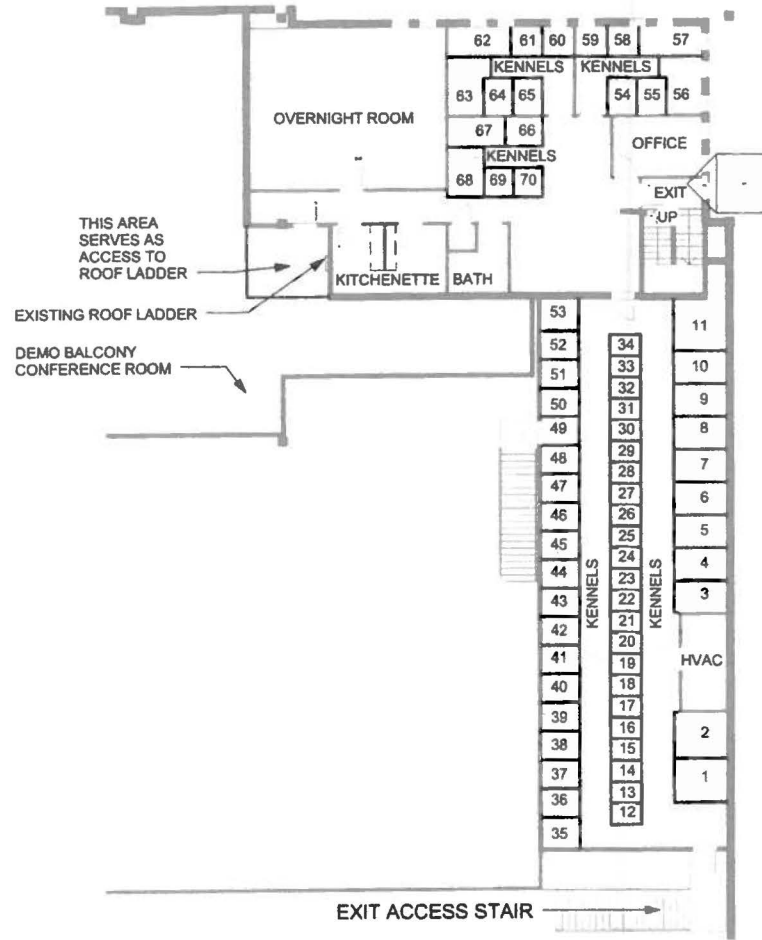 62 61 60 59 58 57
KENNELS KENNELS
63 64 65 54 55 56
OVERNIGHT ROOM
67 66
OFFICE
KENNELS
68 69 70
EXIT
UP
THIS AREA
SERVES AS
ACCESS TO
ROOF LADDER
KITCHENETTE
BATH
EXISTING ROOF LADDER
DEMO BALCONY
CONFERENCE ROOM
53
52
51
50
49
48
47
46
45
44
43
42
41
40
39
38
37
36
35
KENNELS
34
33
32
31
30
29
28
27
26
25
24
23
22
21
20
19
18
17
16
15
14
13
12
KENNELS
11
10
9
8
7
6
5
4
3
HVAC
2
1
EXIT ACCESS STAIR